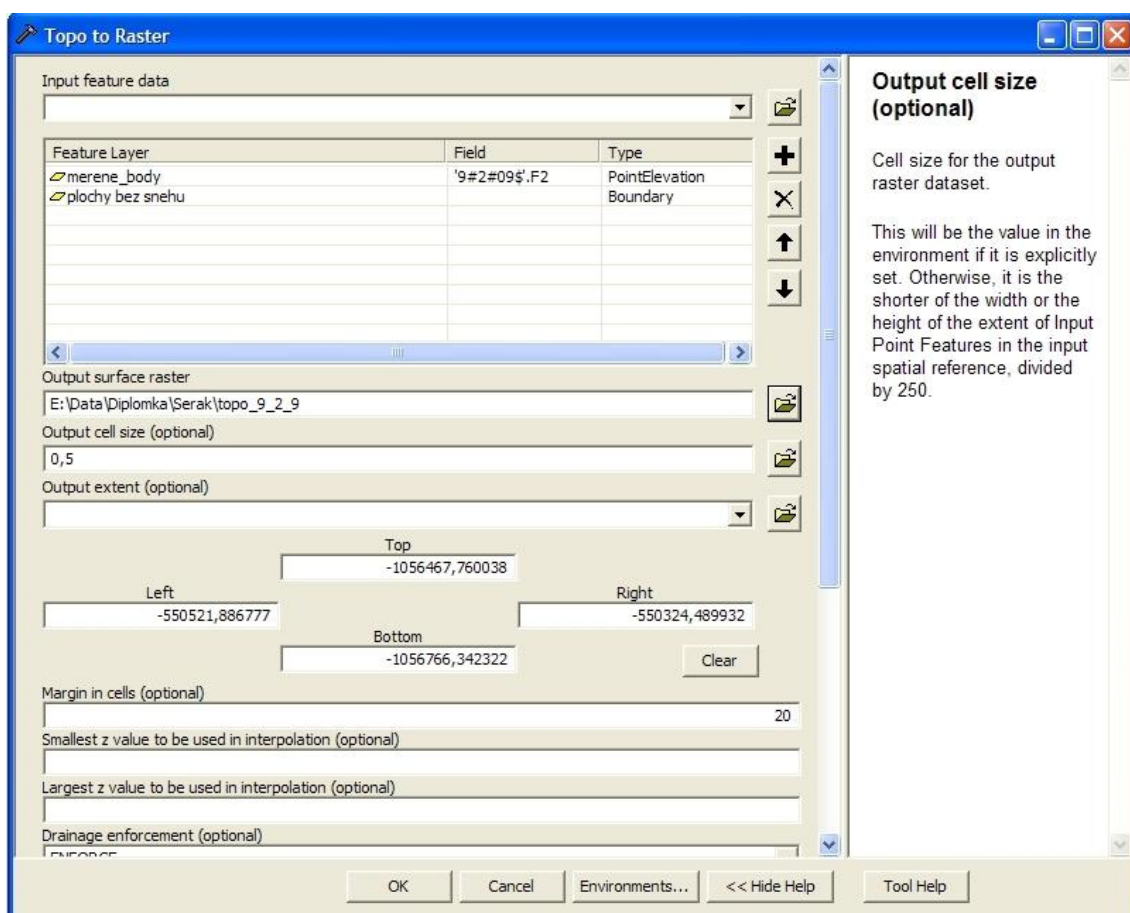 Topo to Raster
Input feature data
Feature Layer Field Type
merene_body '9#2#09$'.F2 PointElevation
plochy bez snehu Boundary
Output surface raster
E:\Data\Diplomka\Serak\topo_9_2_9
Output cell size (optional)
0,5
Output extent (optional)
Top
-1056467,760038
Left Right
-550521,886777 -550324,489932
Bottom
-1056766,342322 Clear
Margin in cells (optional)
20
Smallest z value to be used in interpolation (optional)
Largest z value to be used in interpolation (optional)
Drainage enforcement (optional)
ENFORCE
OK Cancel Environments... << Hide Help Tool Help
Output cell size
(optional)
Cell size for the output
raster dataset.
This will be the value in the
environment if it is explicitly
set. Otherwise, it is the
shorter of the width or the
height of the extent of Input
Point Features in the input
spatial reference, divided
by 250.